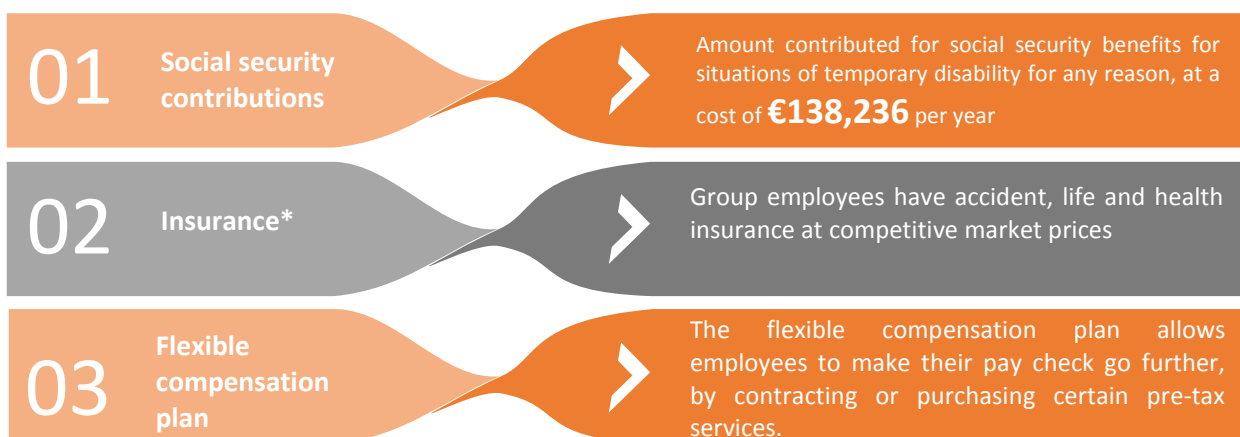 01
Social security
contributions
Amount contributed for social security benefits for
situations of temporary disability for any reason, at a
cost of €138,236 per year
02
Insurance*
Group employees have accident, life and health
insurance at competitive market prices
03
Flexible
compensation
plan
The flexible compensation plan allows
employees to make their pay check go further,
by contracting or purchasing certain pre-tax
services.